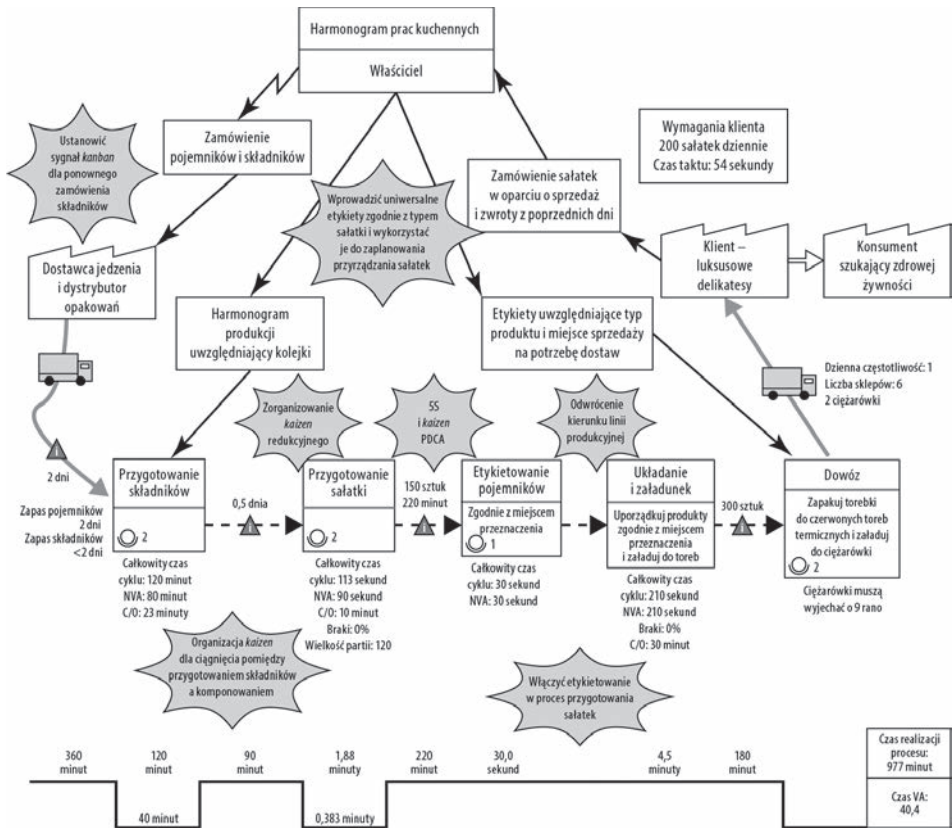 Harmonogram prac kuchennych
Właściciel
Ustanowić
sygnał kanban
dla ponownego
zamówienia
składników
Zamówienie
pojemników i składników
Wprowadzić uniwersalne
etykiety zgodnie z typem
sałatki i wykorzystać
je do zaplanowania
przyrządzania sałatek
Zamówienie sałatek
w oparciu o sprzedaż
i zwroty z poprzednich dni
Wymagania klienta
200 sałatek dziennie
Czas taktu: 54 sekundy
Dostawca jedzenia
i dystrybutor
opakowań
Klient –
luksusowe
delikatesy
Konsument
szukający zdrowej
żywności
Harmonogram
produkcji
uwzględniający kolejki
Etykiety uwzględniające typ
produktu i miejsce sprzedaży
na potrzebę dostaw
Dzienna częstotliwość: 1
Liczba sklepów: 6
2 ciężarówki
Zorganizowanie
kaizen
redukcyjnego
5S
i kaizen
PDCA
Odwrócenie
kierunku linii
produkcyjnej
2 dni
Zapas pojemników
2 dni
Zapas składników
<2 dni
Przygotowanie
składników
2
Całkowity czas
cyklu: 120 minut
NVA: 80 minut
C/O: 23 minuty
0,5 dnia
Przygotowanie
sałatki
2
Całkowity czas
cyklu: 113 sekund
NVA: 90 sekund
C/O: 10 minut
Braki: 0%
Wielkość partii: 120
150 sztuk
220 minut
Etykietowanie
pojemników
Zgodnie z miejscem
przeznaczenia
1
Całkowity czas
cyklu: 30 sekund
NVA: 30 sekund
Układanie
i załadunek
Uporządkuj produkty
zgodnie z miejscem
przeznaczenia
i załaduj do toreb
Całkowity czas
cyklu: 210 sekund
NVA: 210 sekund
Braki: 0%
C/O: 30 minut
300 sztuk
Dowóz
Zapakuj torebki
do czerwonych toreb
termicznych i załaduj
do ciężarówki
2
Ciężarówki muszą
wyjechać o 9 rano
Organizacja kaizen
dla ciągnięcia pomiędzy
przygotowaniem składników
a komponowaniem
Włączyć etykietowanie
w proces przygotowania
sałatek
360
minut
120
minut
90
minut
1,88
minuty
220
minut
30,0
sekund
4,5
minuty
180
minut
40 minut
0,383 minuty
Czas realizacji
procesu:
977 minut
Czas VA:
40,4